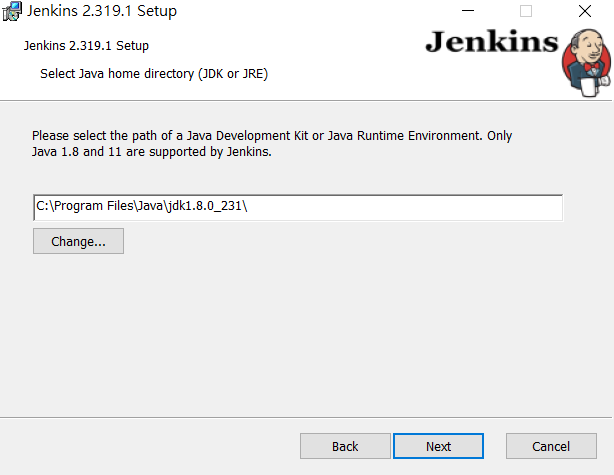 Jenkins 2.319.1 Setup
Jenkins 2.319.1 Setup
Jenkins
Select Java home directory (JDK or JRE)
Please select the path of a Java Development Kit or Java Runtime Environment. Only
Java 1.8 and 11 are supported by Jenkins.
C:\Program Files\Java\jdk1.8.0_231\
Change...
Back
Next
Cancel